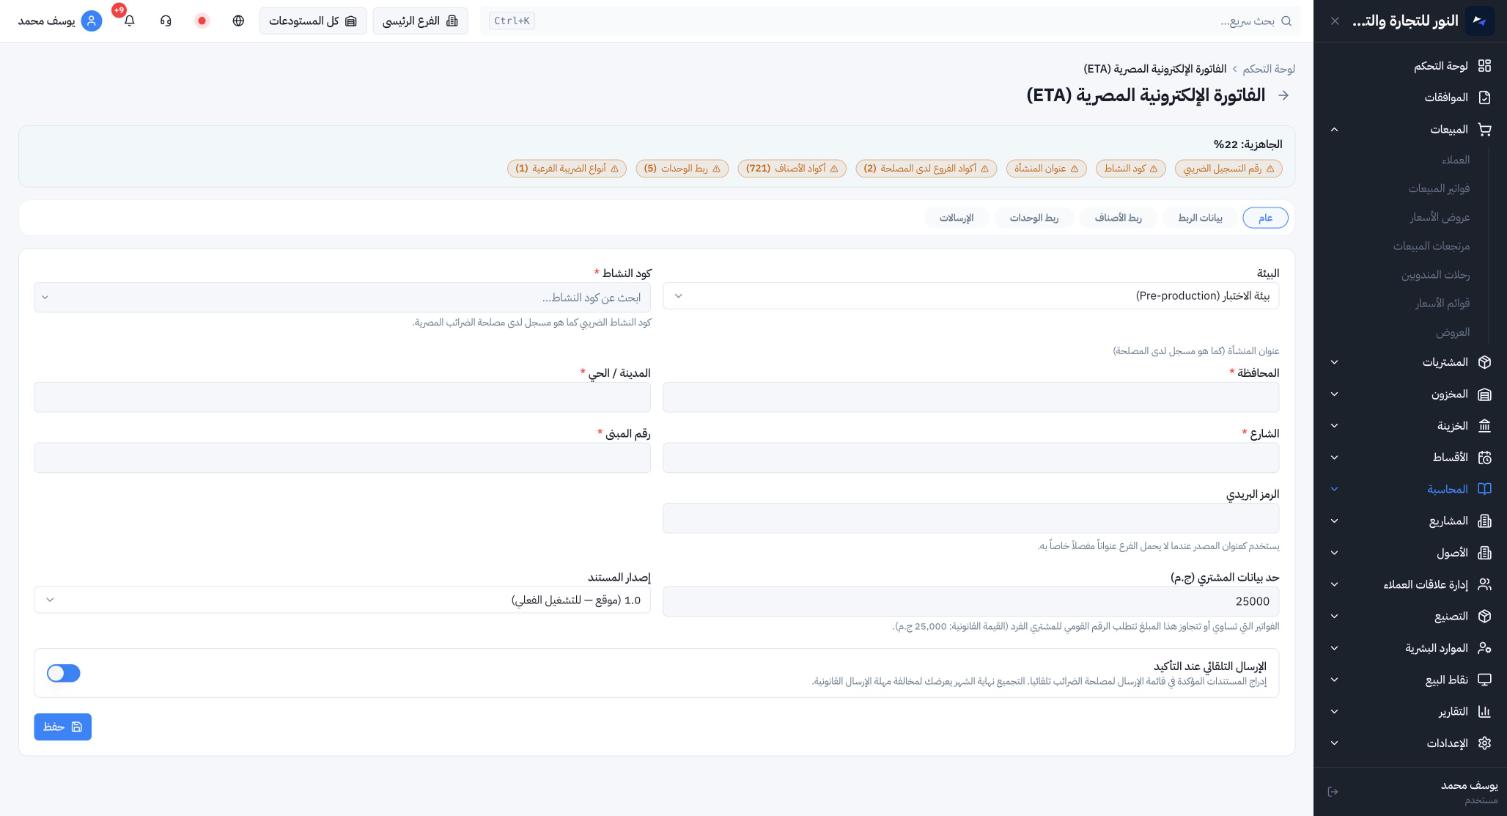 النور للتجارة والتـ...
بحث سريع...
Ctrl+K
الفرع الرئيسى
كل المستودعات
+9
يوسف محمد
لوحة التحكم
الموافقات
المبيعات
العملاء
فواتير المبيعات
عروض الأسعار
مرتجعات المبيعات
رحلات المندوبين
قوائم الأسعار
العروض
المشتريات
المخزون
الخزينة
الأقساط
المحاسبة
المشاريع
الأصول
إدارة علاقات العملاء
التصنيع
الموارد البشرية
نقاط البيع
التقارير
الإعدادات
يوسف محمد
مستخدم
لوحة التحكم › الفاتورة الإلكترونية المصرية (ETA)
الفاتورة الإلكترونية المصرية (ETA)
الجاهزية: 22%
رقم التسجيل الضريبي
كود النشاط
عنوان المنشأة
أكواد الفروع لدى المصلحة (2)
أكواد الأصناف (721)
ربط الوحدات (5)
أنواع الضريبة الفرعية (1)
عام
بيانات الربط
ربط الأصناف
ربط الوحدات
الإرسالات
البيئة
بيئة الاختبار (Pre-production)
كود النشاط *
ابحث عن كود النشاط...
كود النشاط الضريبي كما هو مسجل لدى مصلحة الضرائب المصرية.
عنوان المنشأة (كما هو مسجل لدى المصلحة)
المحافظة *
المدينة / الحي *
الشارع *
رقم المبنى *
الرمز البريدي
يستخدم كعنوان المصدر عندما لا يحمل الفرع عنواناً مفصلاً خاصاً به.
حد بيانات المشتري (ج.م)
25000
الفواتير التي تساوي أو تتجاوز هذا المبلغ تتطلب الرقم القومي للمشتري الفرد (القيمة القانونية: 25,000 ج.م).
إصدار المستند
1.0 (موقع — للتشغيل الفعلي)
الإرسال التلقائي عند التأكيد
إدراج المستندات المؤكدة في قائمة الإرسال لمصلحة الضرائب تلقائيا. التجميع نهاية الشهر يعرضك لمخالفة مهلة الإرسال القانونية.
حفظ